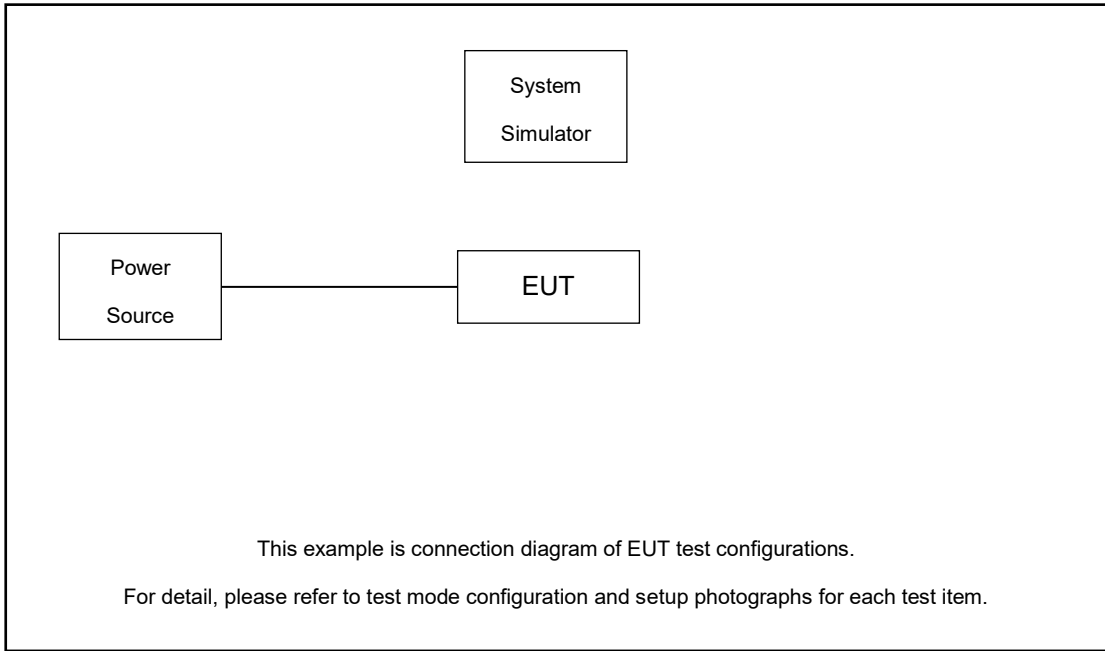 System
Simulator
Power
Source
EUT
This example is connection diagram of EUT test configurations.
For detail, please refer to test mode configuration and setup photographs for each test item.